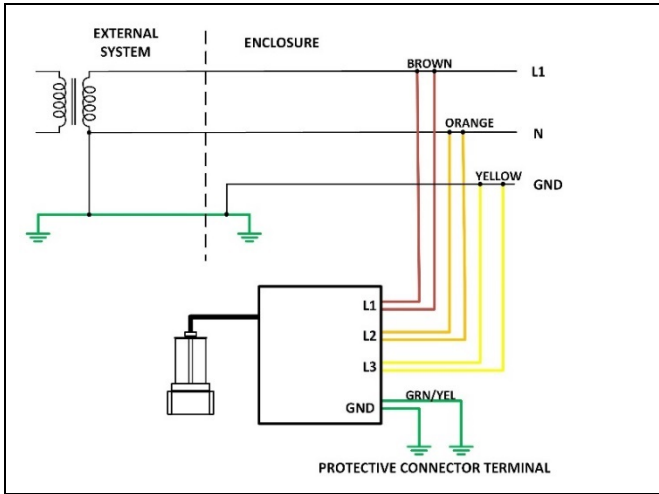 EXTERNAL
SYSTEM
ENCLOSURE
BROWN
L1
ORANGE
N
YELLOW
GND
L1
L2
L3
GRN/YEL
GND
PROTECTIVE CONNECTOR TERMINAL